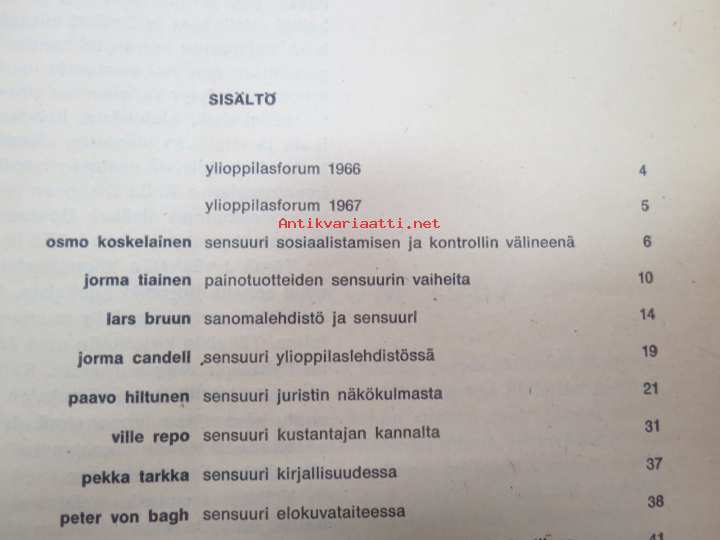 SISÄLTÖ
ylioppilasforum 1966 4
ylioppilasforum 1967 5
Antikvariaatti.net
osmo koskelainen sensuuri sosiaalistamisen ja kontrollin välineenä 6
jorma tiainen painotuotteiden sensuurin vaiheita 10
lars bruun sanomalehdistö ja sensuuri 14
jorma candell sensuuri ylioppilaslehdistössä 19
paavo hiltunen sensuuri juristin näkökulmasta 21
ville repo sensuuri kustantajan kannalta 31
pekka tarkka sensuuri kirjallisuudessa 37
peter von bagh sensuuri elokuvataiteessa 38
41